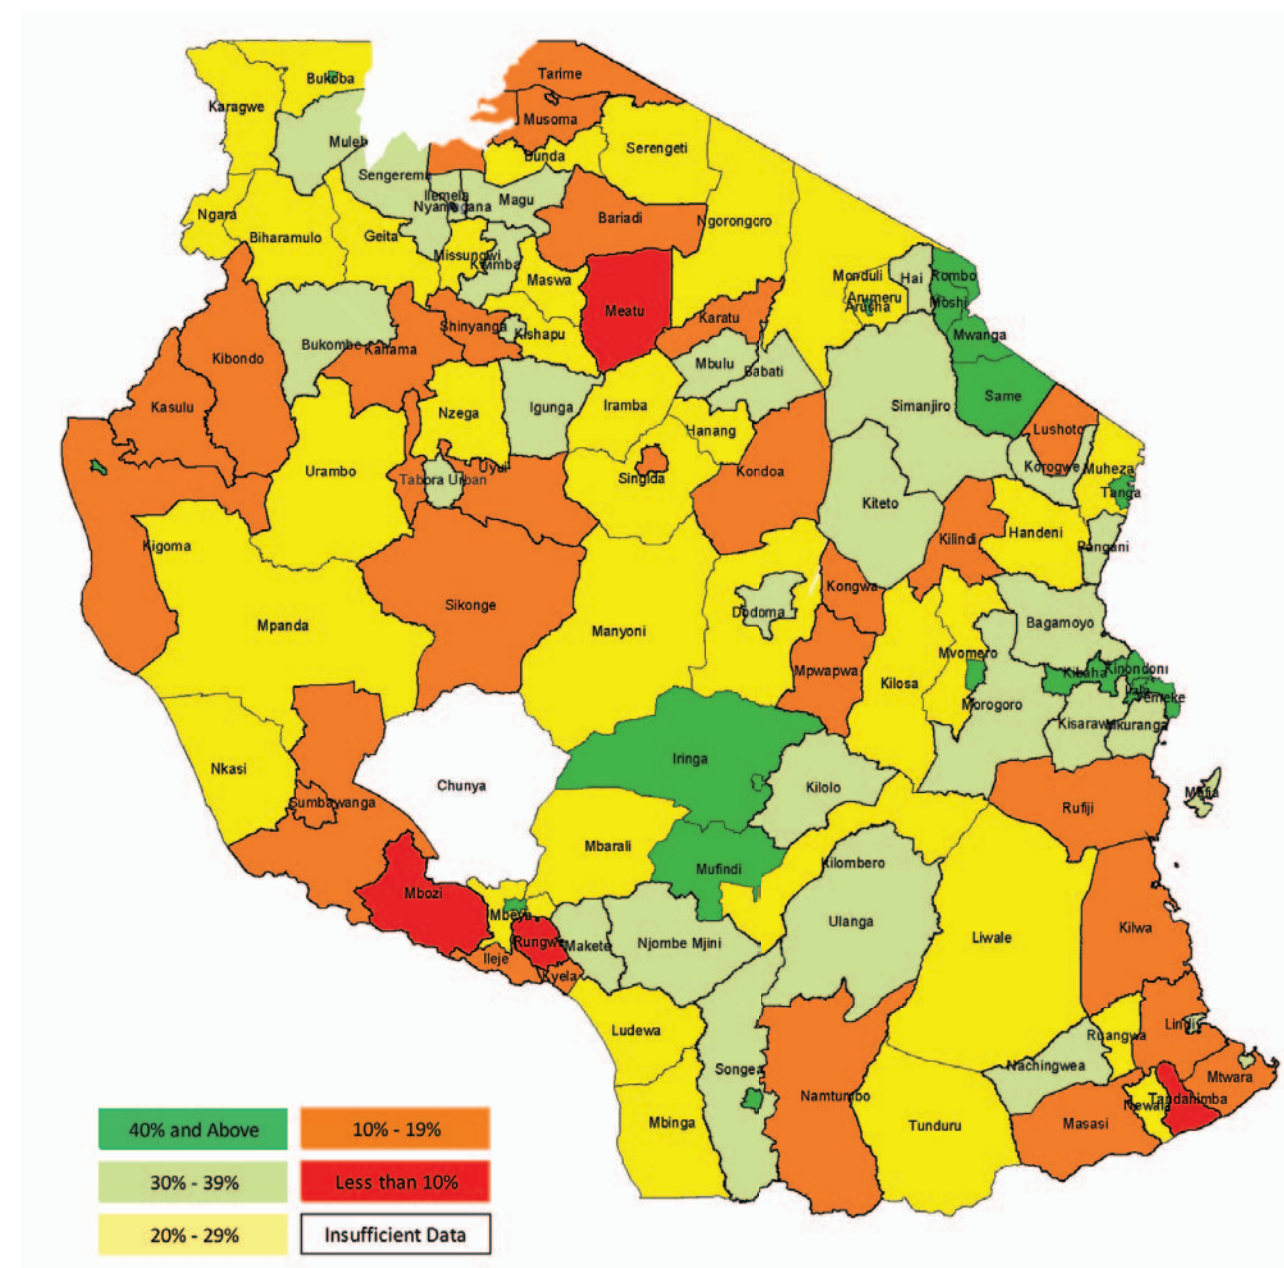 Tarime
Bukoba
Karagwe
Musoma
Muleb
Bunda
Serengeti
Sengerema
Ilemela
Nyamagana
Magu
Ngara
Bariadi
Ngorongoro
Biharamulo
Geita
Missungwi
Kwimba
Maswa
Monduli
Hai
Rombo
Arumeru
Arusha
Moshi
Meatu
Karatu
Shinyanga
Kishapu
Mwanga
Bukombe
Kahama
Kibondo
Mbulu
Babati
Same
Kasulu
Nzega
Igunga
Iramba
Simanjiro
Hanang
Lushoto
Urambo
Uyui
Tabora Urban
Singida
Kondoa
Korogwe
Muheza
Tanga
Kiteto
Kigoma
Kilindi
Handeni
Pangani
Sikonge
Kongwa
Mpanda
Manyoni
Dodoma
Bagamoyo
Mvomero
Mpwapwa
Kilosa
Kibaha
Kinondoni
Ilala
Temeke
Morogoro
Kisarawe
Mkuranga
Nkasi
Iringa
Chunya
Kilolo
Mafia
Sumbawanga
Rufiji
Mbarali
Mufindi
Kilombero
Mbozi
Mbeya
Ulanga
Kilwa
Rungwe
Makete
Njombe Mjini
Liwale
Ileje
Kyela
Ludewa
Lindi
Ruangwa
Songea
Nachingwea
Mtwara
Namtumbo
Newala
Tandahimba
Mbinga
Tunduru
Masasi
40% and Above
10% - 19%
30% - 39%
Less than 10%
20% - 29%
Insufficient Data